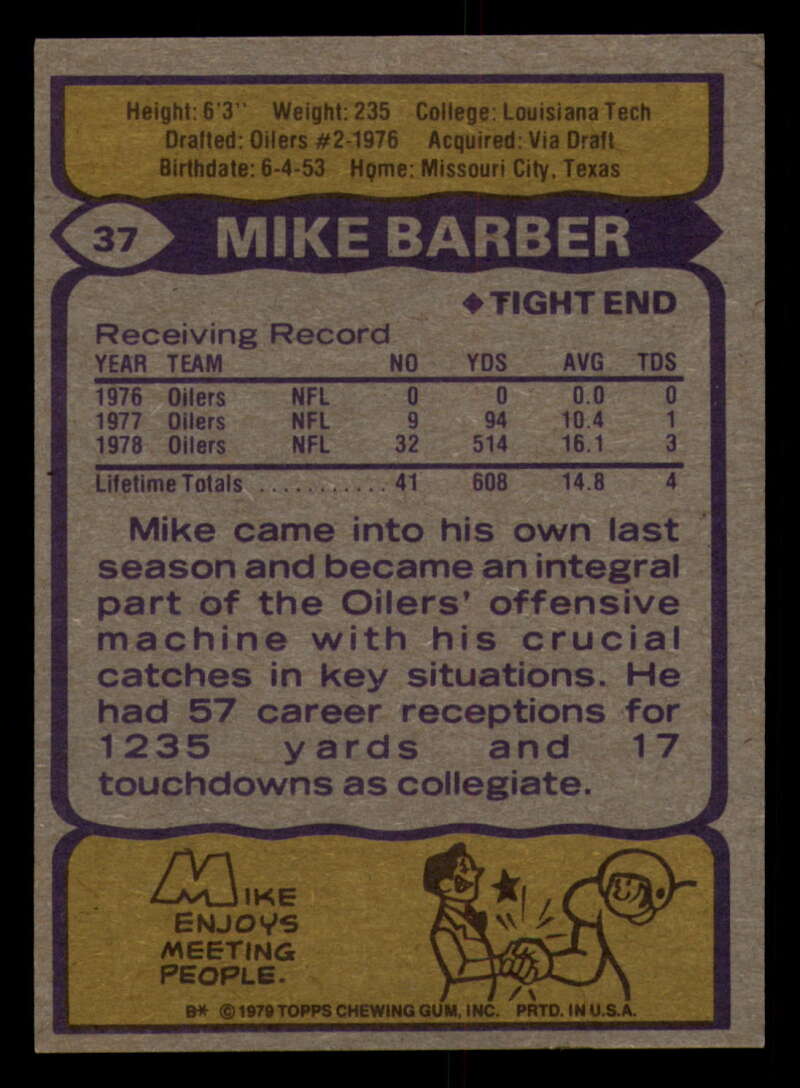 Height: 6'3" Weight: 235 College: Louisiana Tech
Drafted: Oilers #2-1976 Acquired: Via Draft
Birthdate: 6-4-53 Home: Missouri City, Texas
37 MIKE BARBER
◆ TIGHT END
Receiving Record
YEAR TEAM NO YDS AVG TDS
1976 Oilers NFL 0 0 0.0 0
1977 Oilers NFL 9 94 10.4 1
1978 Oilers NFL 32 514 16.1 3
Lifetime Totals ........... 41 608 14.8 4
Mike came into his own last
season and became an integral
part of the Oilers' offensive
machine with his crucial
catches in key situations. He
had 57 career receptions for
1235 yards and 17
touchdowns as collegiate.
MIKE
ENJOYS
MEETING
PEOPLE.
B* © 1979 TOPPS CHEWING GUM, INC. PRTD. IN U.S.A.